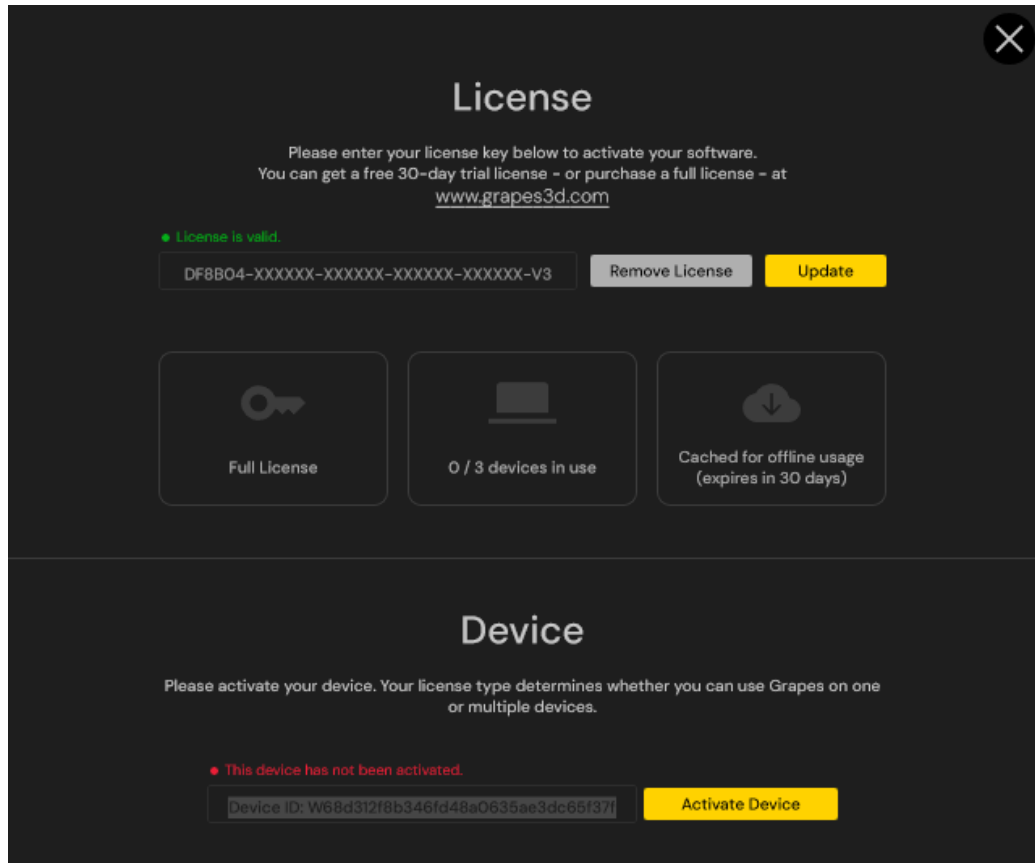 License
Please enter your license key below to activate your software.
You can get a free 30-day trial license - or purchase a full license - at
www.grapes3d.com
License is valid.
DF8B04-XXXXXX-XXXXXX-XXXXXX-XXXXXX-V3
Remove License
Update
Full License
0 / 3 devices in use
Cached for offline usage
(expires in 30 days)
Device
Please activate your device. Your license type determines whether you can use Grapes on one
or multiple devices.
This device has not been activated.
Device ID: W68d312f8b346fd48a0635ae3dc65f37f
Activate Device